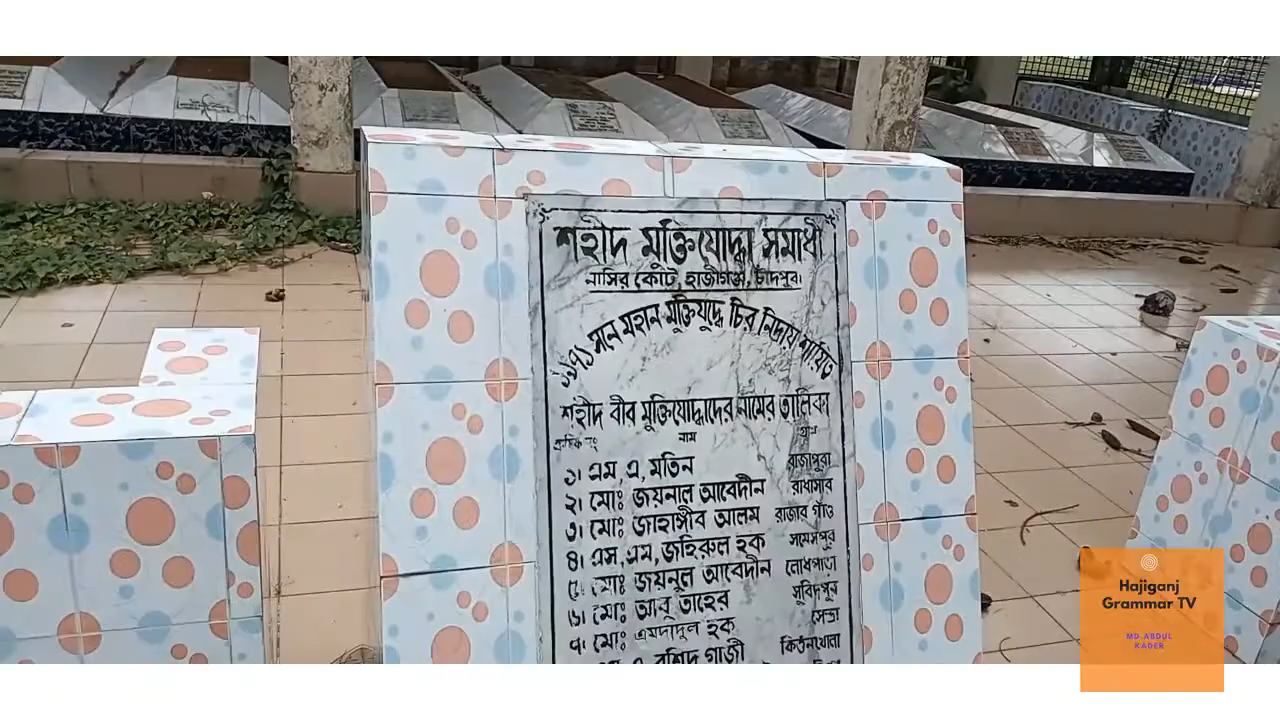 শহীদ মুক্তিযোদ্ধা সমাধী
নাসির কোট, হাজীগঞ্জ, চাঁদপুর।
১৯৭১ সনে মহান মুক্তিযুদ্ধে চির নিদ্রায় শায়িত
শহীদ বীর মুক্তিযোদ্ধাদের নামের তালিকা
ক্রমিক নং নাম গ্রাম
১। এম, এ, মতিন রাজাপুরা
২। মোঃ জয়নাল আবেদীন রাধাসার
৩। মোঃ জাহাঙ্গীর আলম রাজার গাঁও
৪। এস, এম, জহিরুল হক সমেসপুর
৫। মোঃ জয়নুল আবেদীন লোধপাড়া
৬। মোঃ আবু তাহের সুবিদপুর
৭। মোঃ এমদাদুল হক সেন্দ্রা
এ, রশিদ গাজী কির্ত্তনখোলা
Hajiganj
Grammar TV
MD ABDUL
KADER